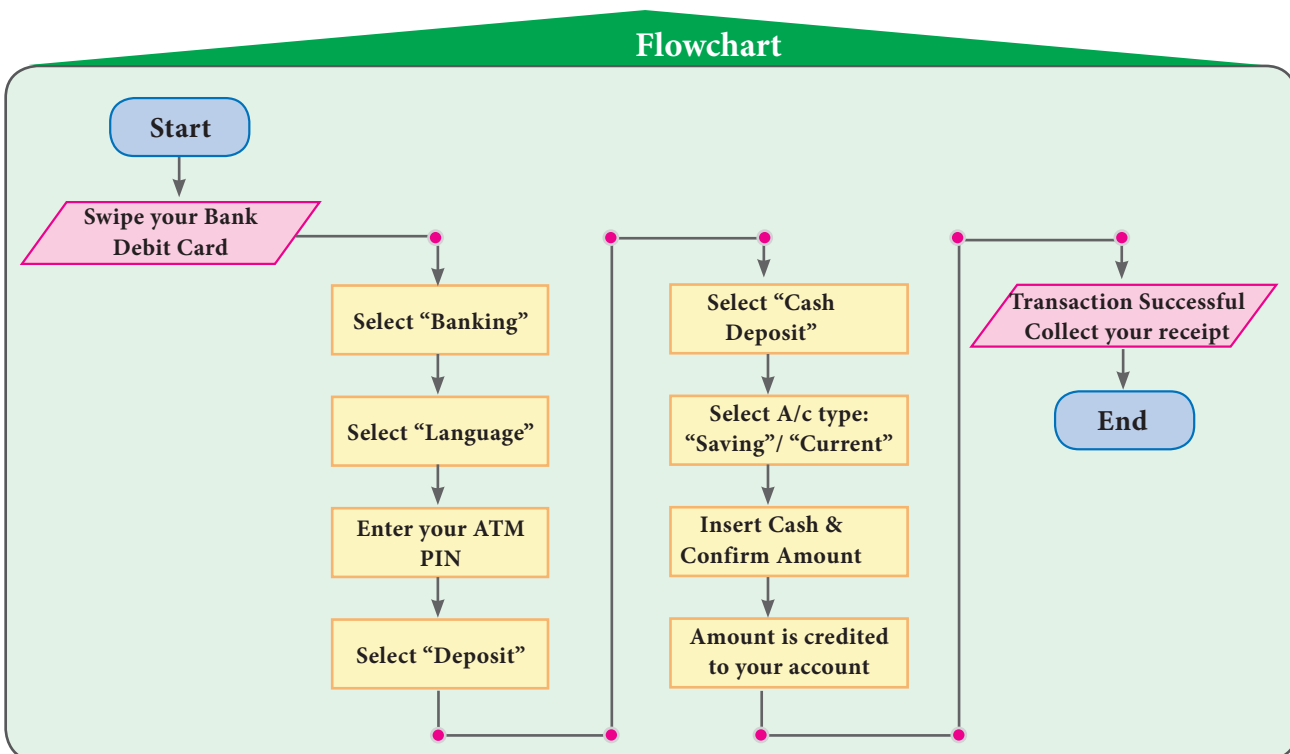 Flowchart
Start
Swipe your Bank
Debit Card
Select “Banking”
Select “Language”
Enter your ATM
PIN
Select “Deposit”
Select “Cash
Deposit”
Select A/c type:
“Saving”/ “Current”
Insert Cash &
Confirm Amount
Amount is credited
to your account
Transaction Successful
Collect your receipt
End